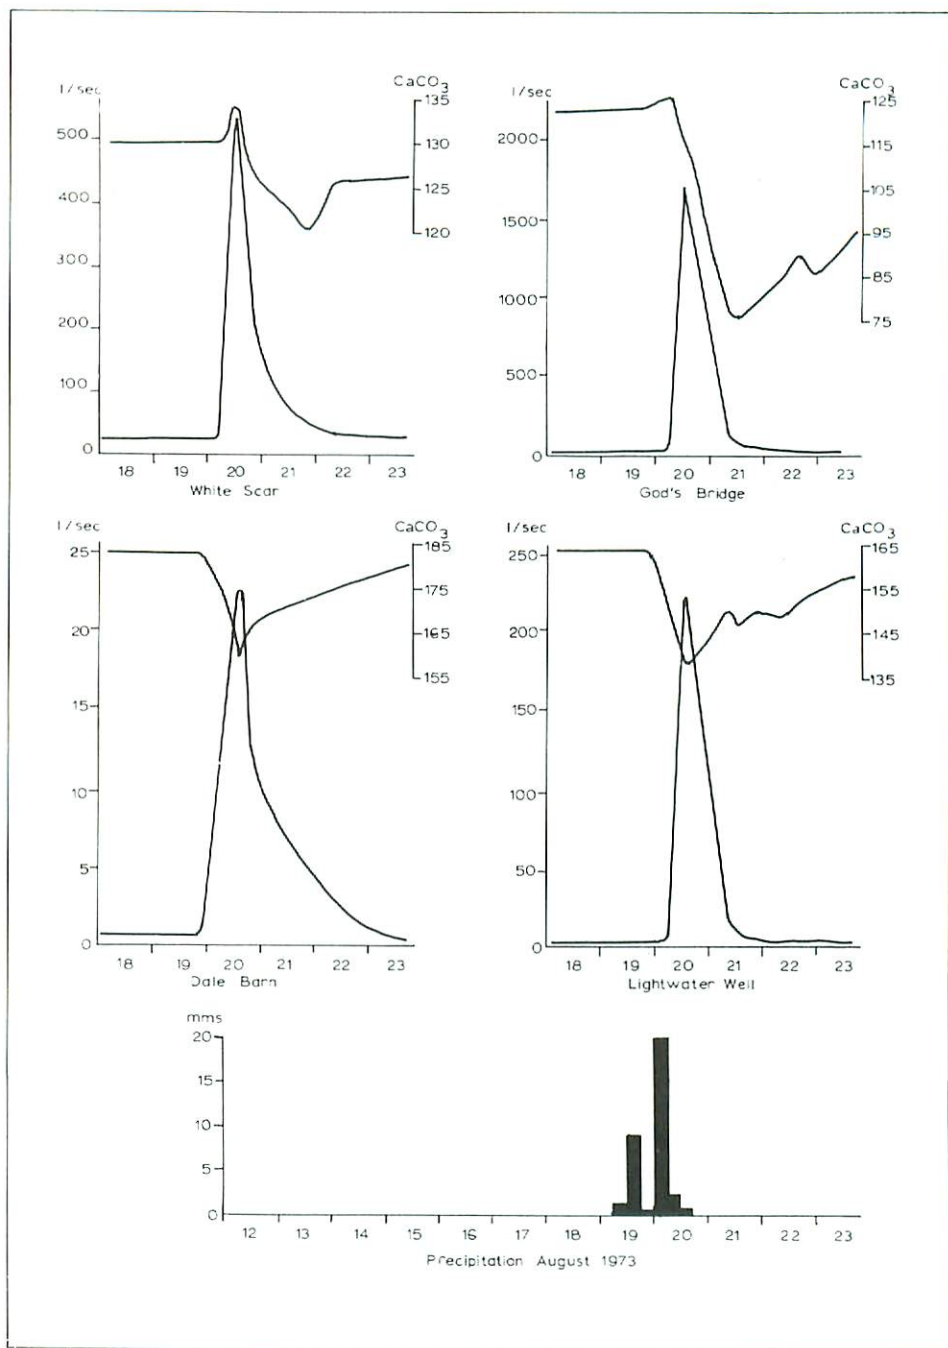 l/sec CaCO3 l/sec CaCO3
500 400 300 200 100 0
135 130 125 120
18 19 20 21 22 23
White Scar
2000 1500 1000 500 0
125 115 105 95 85 75
18 19 20 21 22 23
God's Bridge
l/sec CaCO3 l/sec CaCO3
25 20 15 10 5 0
185 175 165 155
18 19 20 21 22 23
Dale Barn
250 200 150 100 50 0
165 155 145 135
18 19 20 21 22 23
Lightwater Well
mms
20
15
10
5
0
12 13 14 15 16 17 18 19 20 21 22 23
Precipitation August 1973